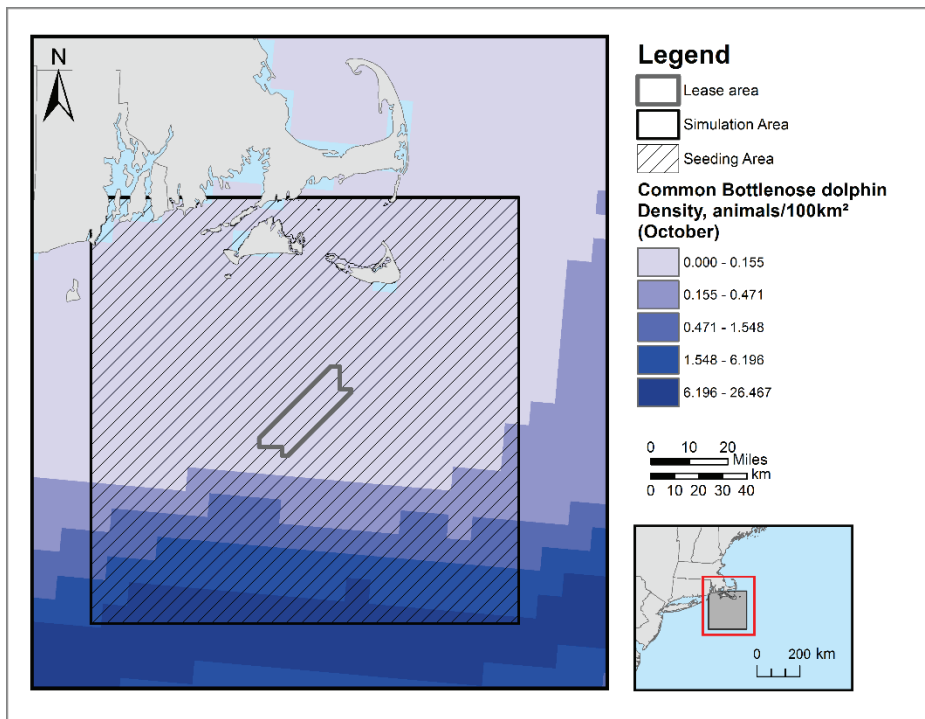 N
Legend
Lease area
Simulation Area
Seeding Area
Common Bottlenose dolphin
Density, animals/100km²
(October)
0.000 - 0.155
0.155 - 0.471
0.471 - 1.548
1.548 - 6.196
6.196 - 26.467
0 10 20
Miles
km
0 10 20 30 40
0 200 km